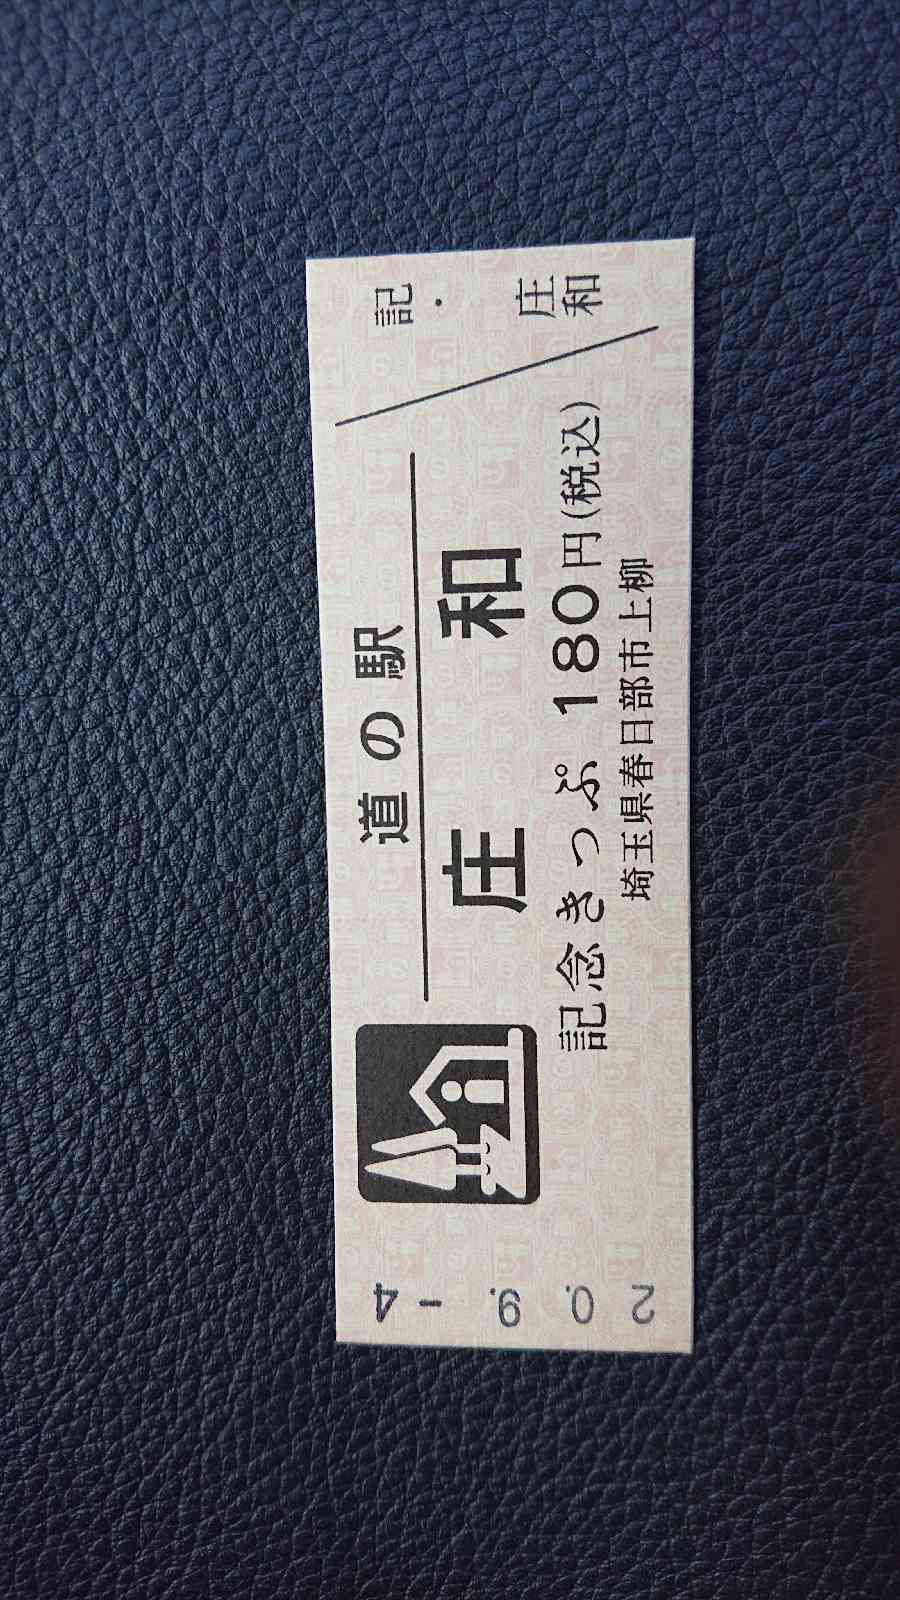 道の駅
庄和
記念きっぷ 180円(税込)
埼玉県春日部市上柳
記・
庄和
20.9.-4